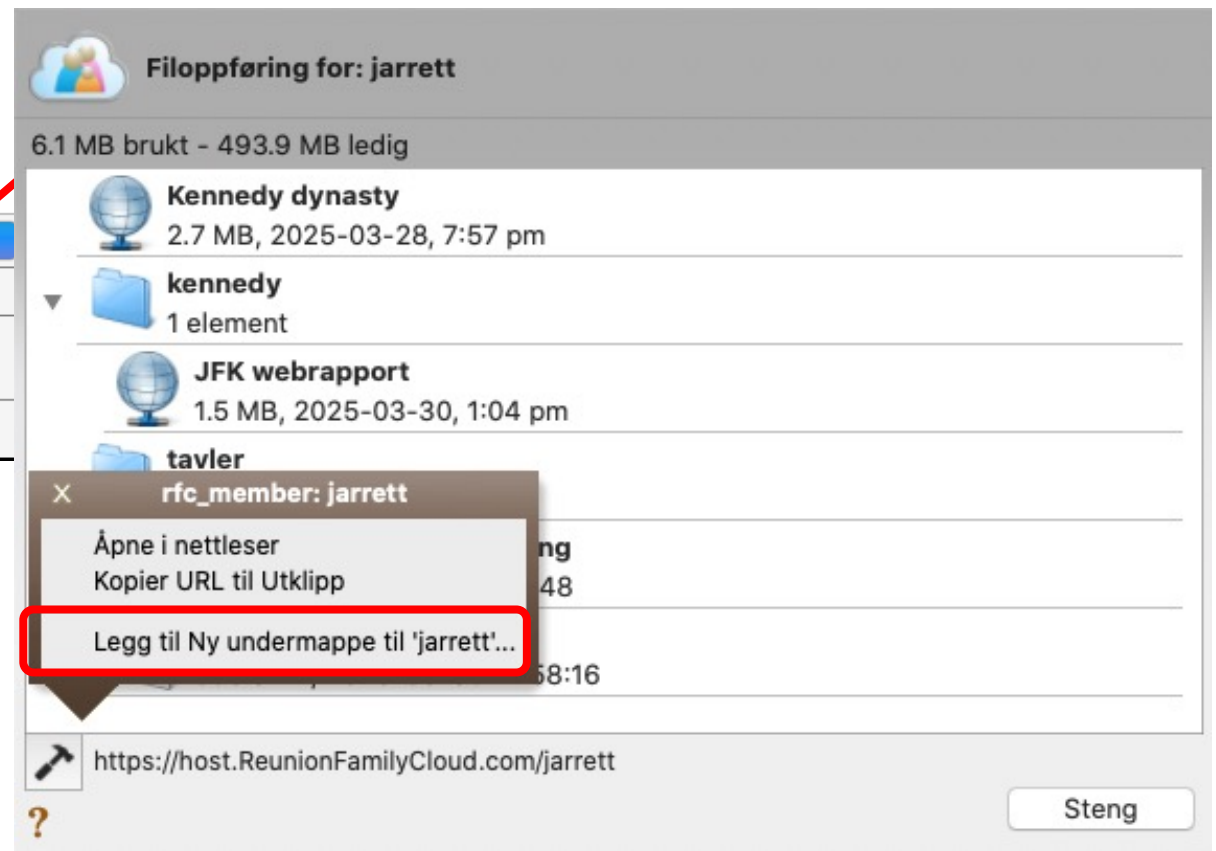 Filoppføring for: jarrett
6.1 MB brukt - 493.9 MB ledig
Kennedy dynasty
2.7 MB, 2025-03-28, 7:57 pm
kennedy
1 element
JFK webrapport
1.5 MB, 2025-03-30, 1:04 pm
tavler
X rfc_member: jarrett
Åpne i nettleser
ng
Kopier URL til Utklipp
48
Legg til Ny undermappe til 'jarrett'...
58:16
https://host.ReunionFamilyCloud.com/jarrett
? Steng